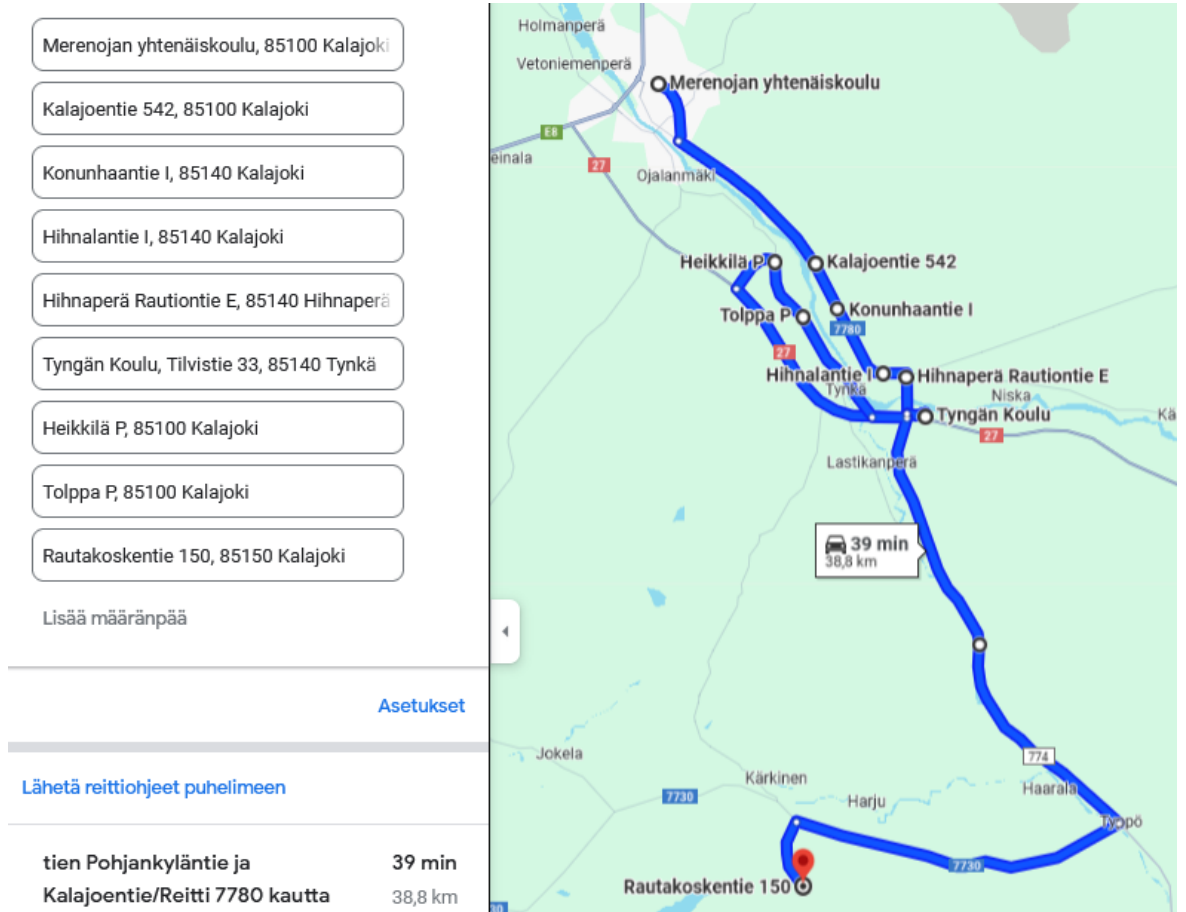 Merenojan yhtenäiskoulu, 85100 Kalajoki
Kalajoentie 542, 85100 Kalajoki
Konunhaantie I, 85140 Kalajoki
Hihnalantie I, 85140 Kalajoki
Hihnaperä Rautiontie E, 85140 Hihnaperä
Tyngän Koulu, Tilvistie 33, 85140 Tynkä
Heikkilä P, 85100 Kalajoki
Tolppa P, 85100 Kalajoki
Rautakoskentie 150, 85150 Kalajoki
Lisää määränpää
Asetukset
Lähetä reittiohjeet puhelimeen
tien Pohjankyläntie ja
Kalajoentie/Reitti 7780 kautta
39 min
38,8 km
Holmanperä
Vetoniemenperä
Merenojan yhtenäiskoulu
E8
einala
27
Ojalanmäki
Heikkilä P
Kalajoentie 542
Tolppa P
Konunhaantie I
7780
27
Hihnalantie I
Hihnaperä Rautiontie E
Tynkä
Niska
Tyngän Koulu
Kä
27
Lastikanperä
39 min
38,8 km
774
Jokela
Kärkinen
7730
Harju
Haarala
Typpö
7730
Rautakoskentie 150
30